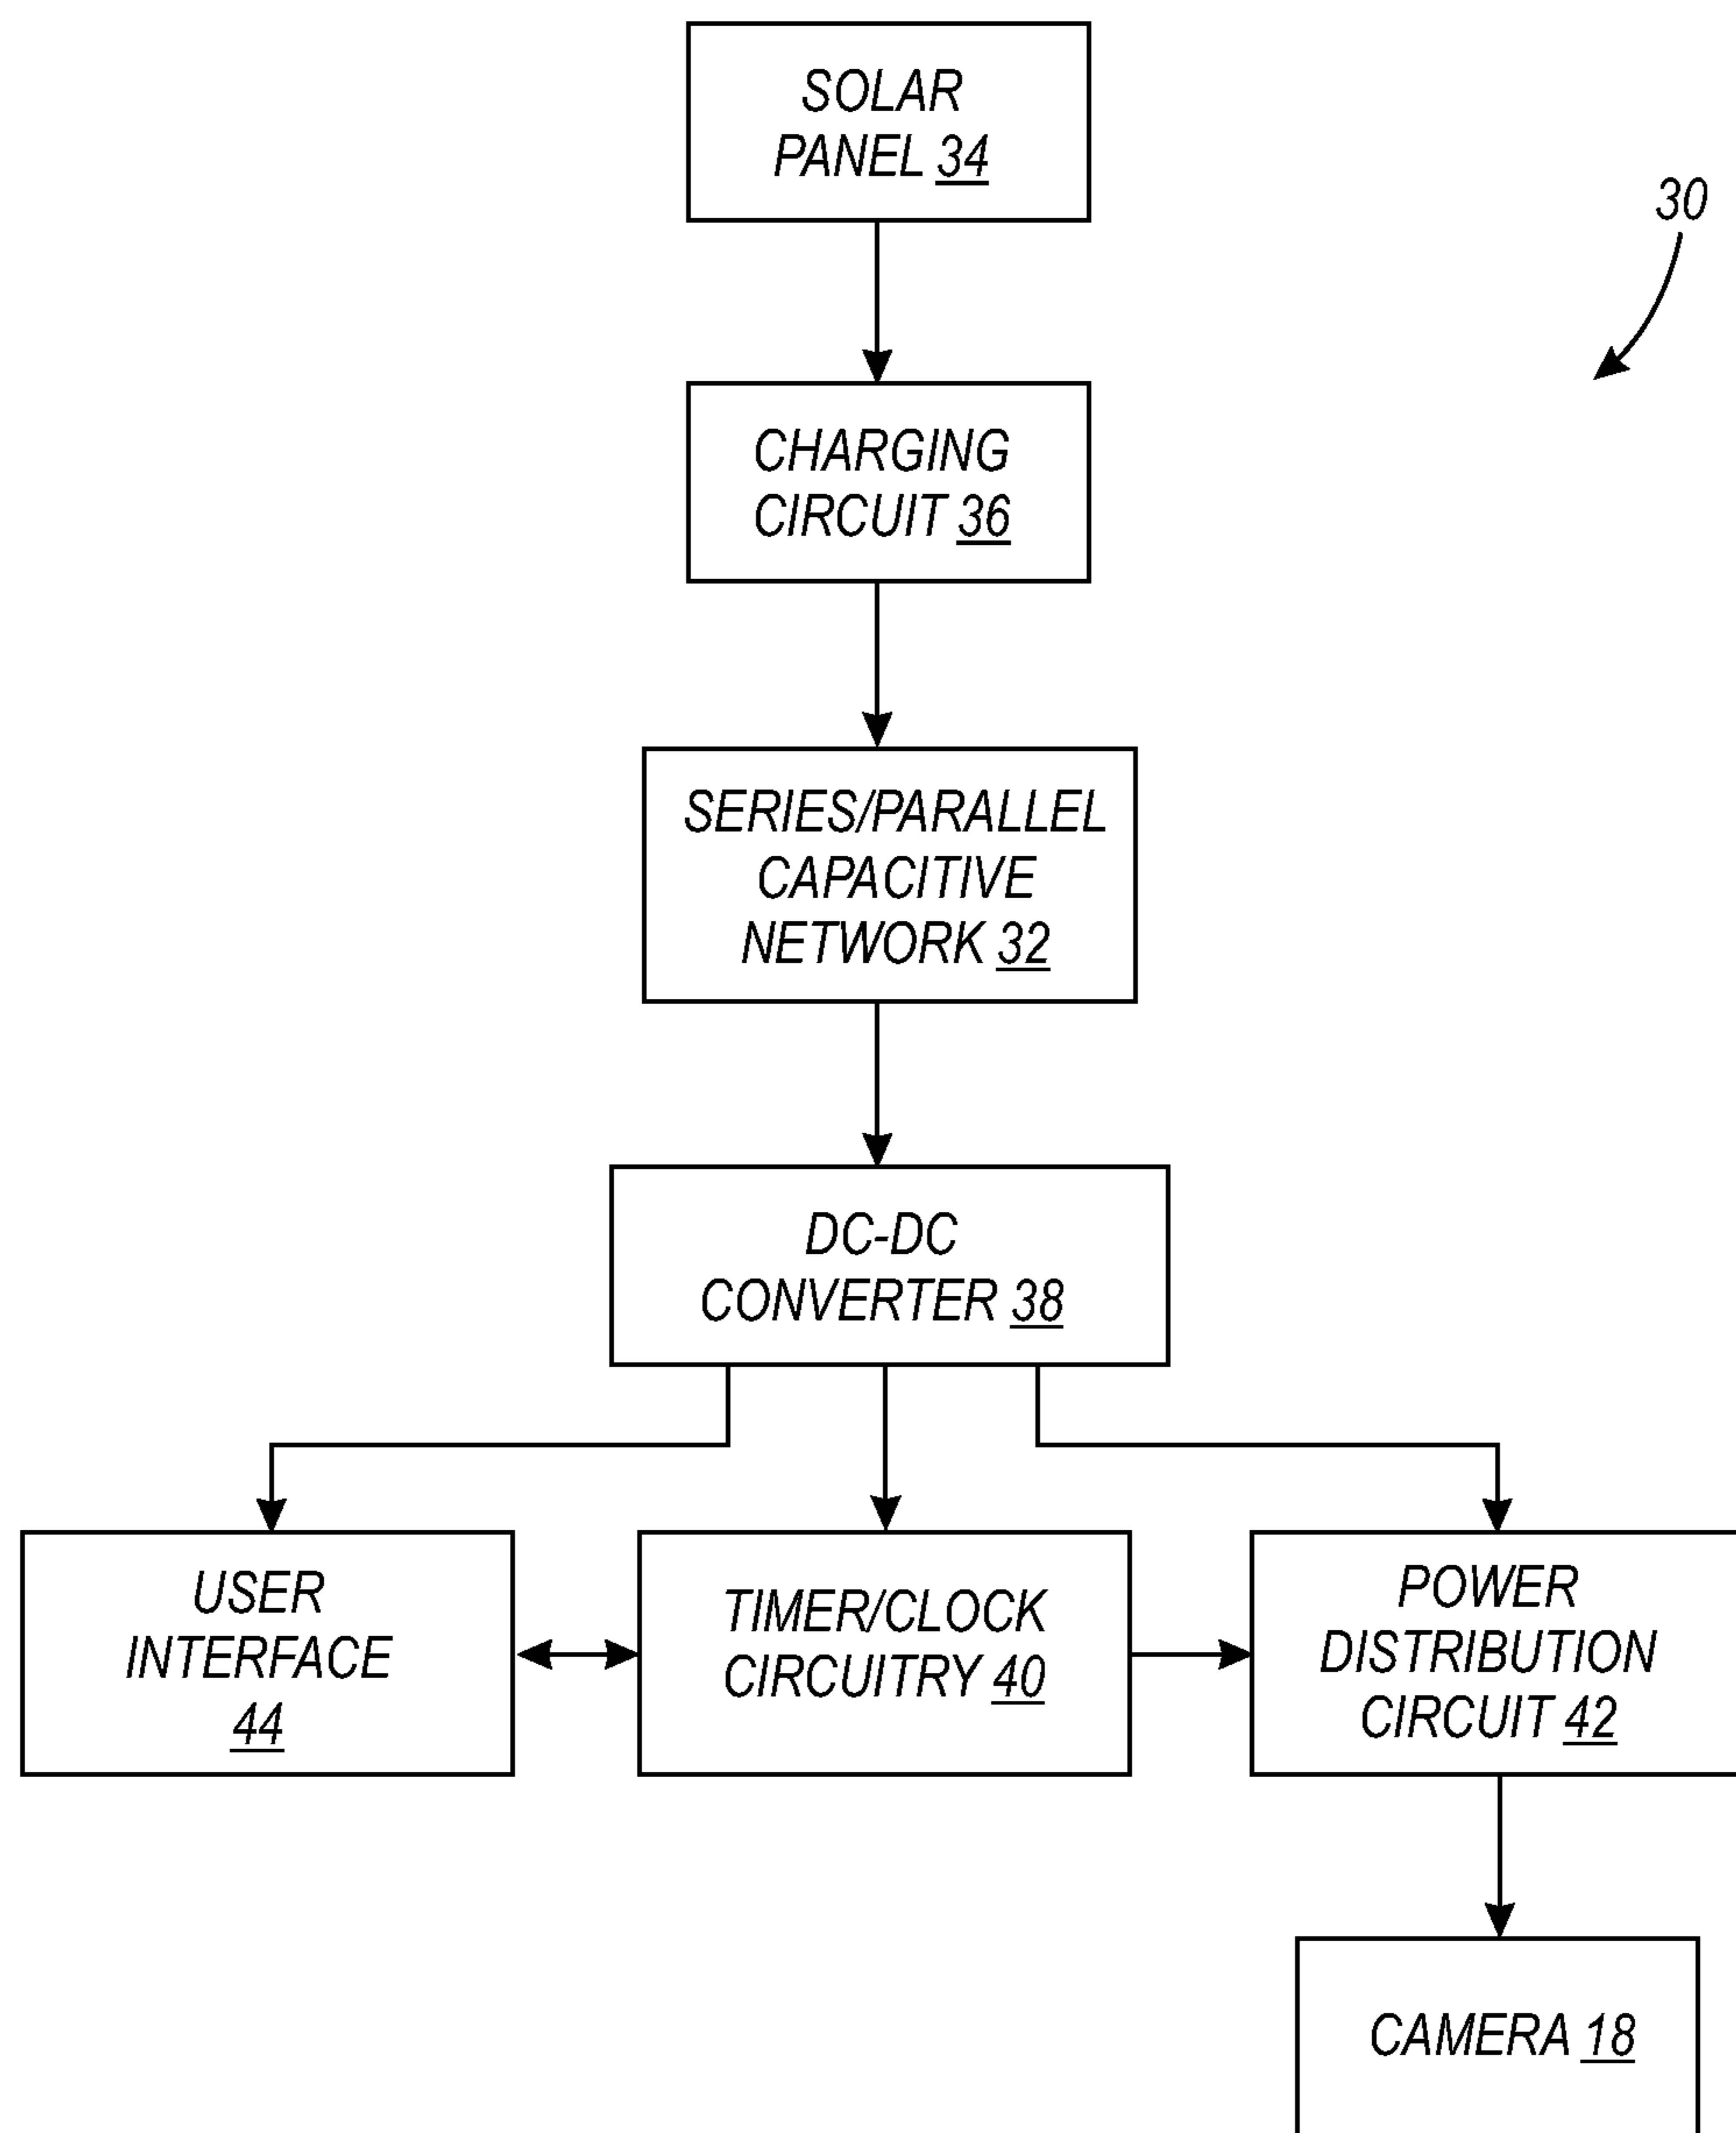 SOLAR
PANEL 34
30
CHARGING
CIRCUIT 36
SERIES/PARALLEL
CAPACITIVE
NETWORK 32
DC-DC
CONVERTER 38
USER
INTERFACE
44
TIMER/CLOCK
CIRCUITRY 40
POWER
DISTRIBUTION
CIRCUIT 42
CAMERA 18